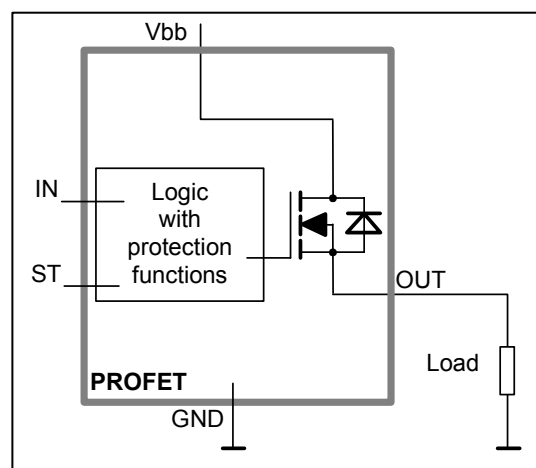 Vbb
IN
Logic
with
protection
functions
ST
OUT
Load
PROFET
GND